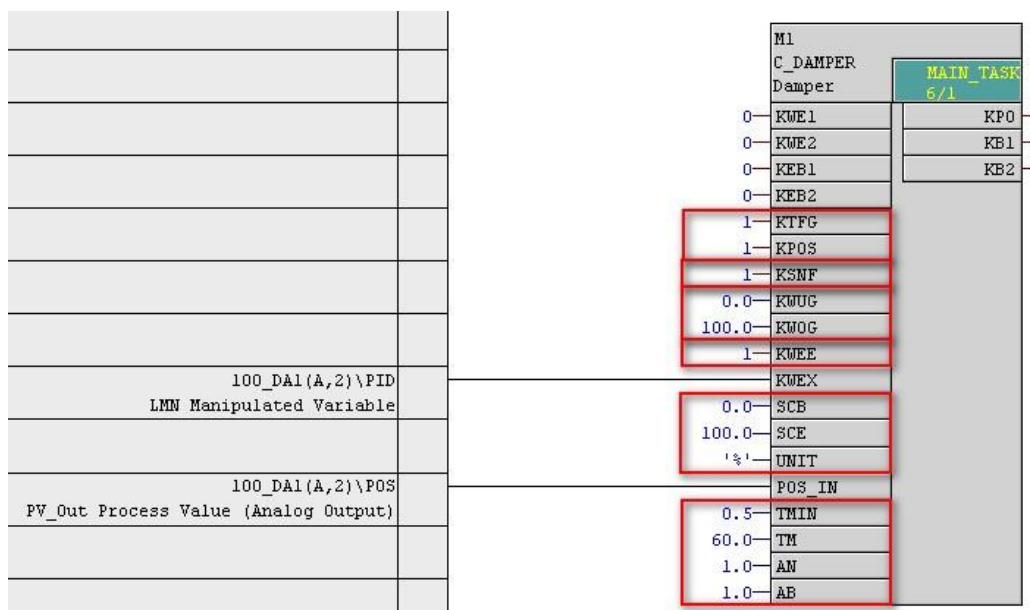 M1
C_DAMPER
Damper
MAIN_TASK
6/1
0 KWE1 KPO
0 KWE2 KB1
0 KEB1 KB2
0 KEB2
1 KTFG
1 KPOS
1 KSNF
0.0 KWUG
100.0 KWOG
1 KWEE
100_DA1(A,2)\PID KWEX
LMN Manipulated Variable
0.0 SCB
100.0 SCE
'%' UNIT
100_DA1(A,2)\POS POS_IN
PV_Out Process Value (Analog Output)
0.5 TMIN
60.0 TM
1.0 AN
1.0 AB